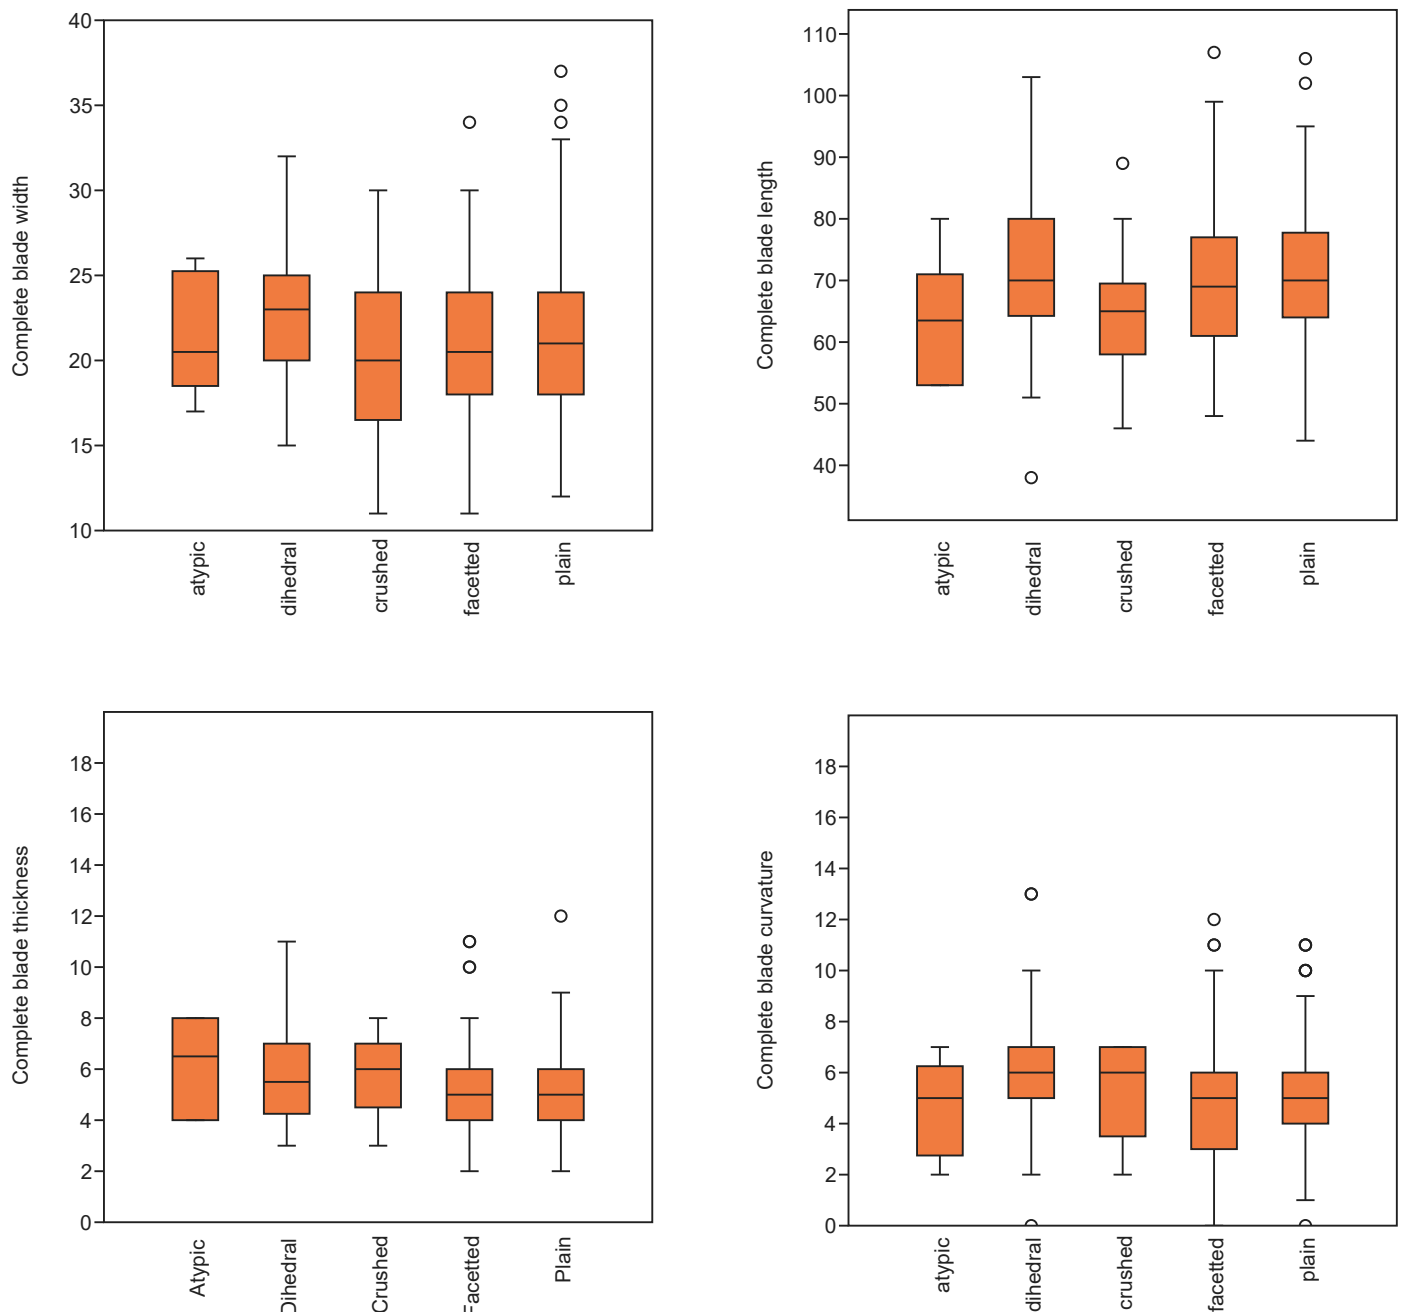 Complete blade width
40
35
30
25
20
15
10
atypic
dihedral
crushed
facetted
plain
Complete blade length
110
100
90
80
70
60
50
40
atypic
dihedral
crushed
facetted
plain
Complete blade thickness
18
16
14
12
10
8
6
4
2
0
Atypic
Dihedral
Crushed
Facetted
Plain
Complete blade curvature
18
16
14
12
10
8
6
4
2
0
atypic
dihedral
crushed
facetted
plain